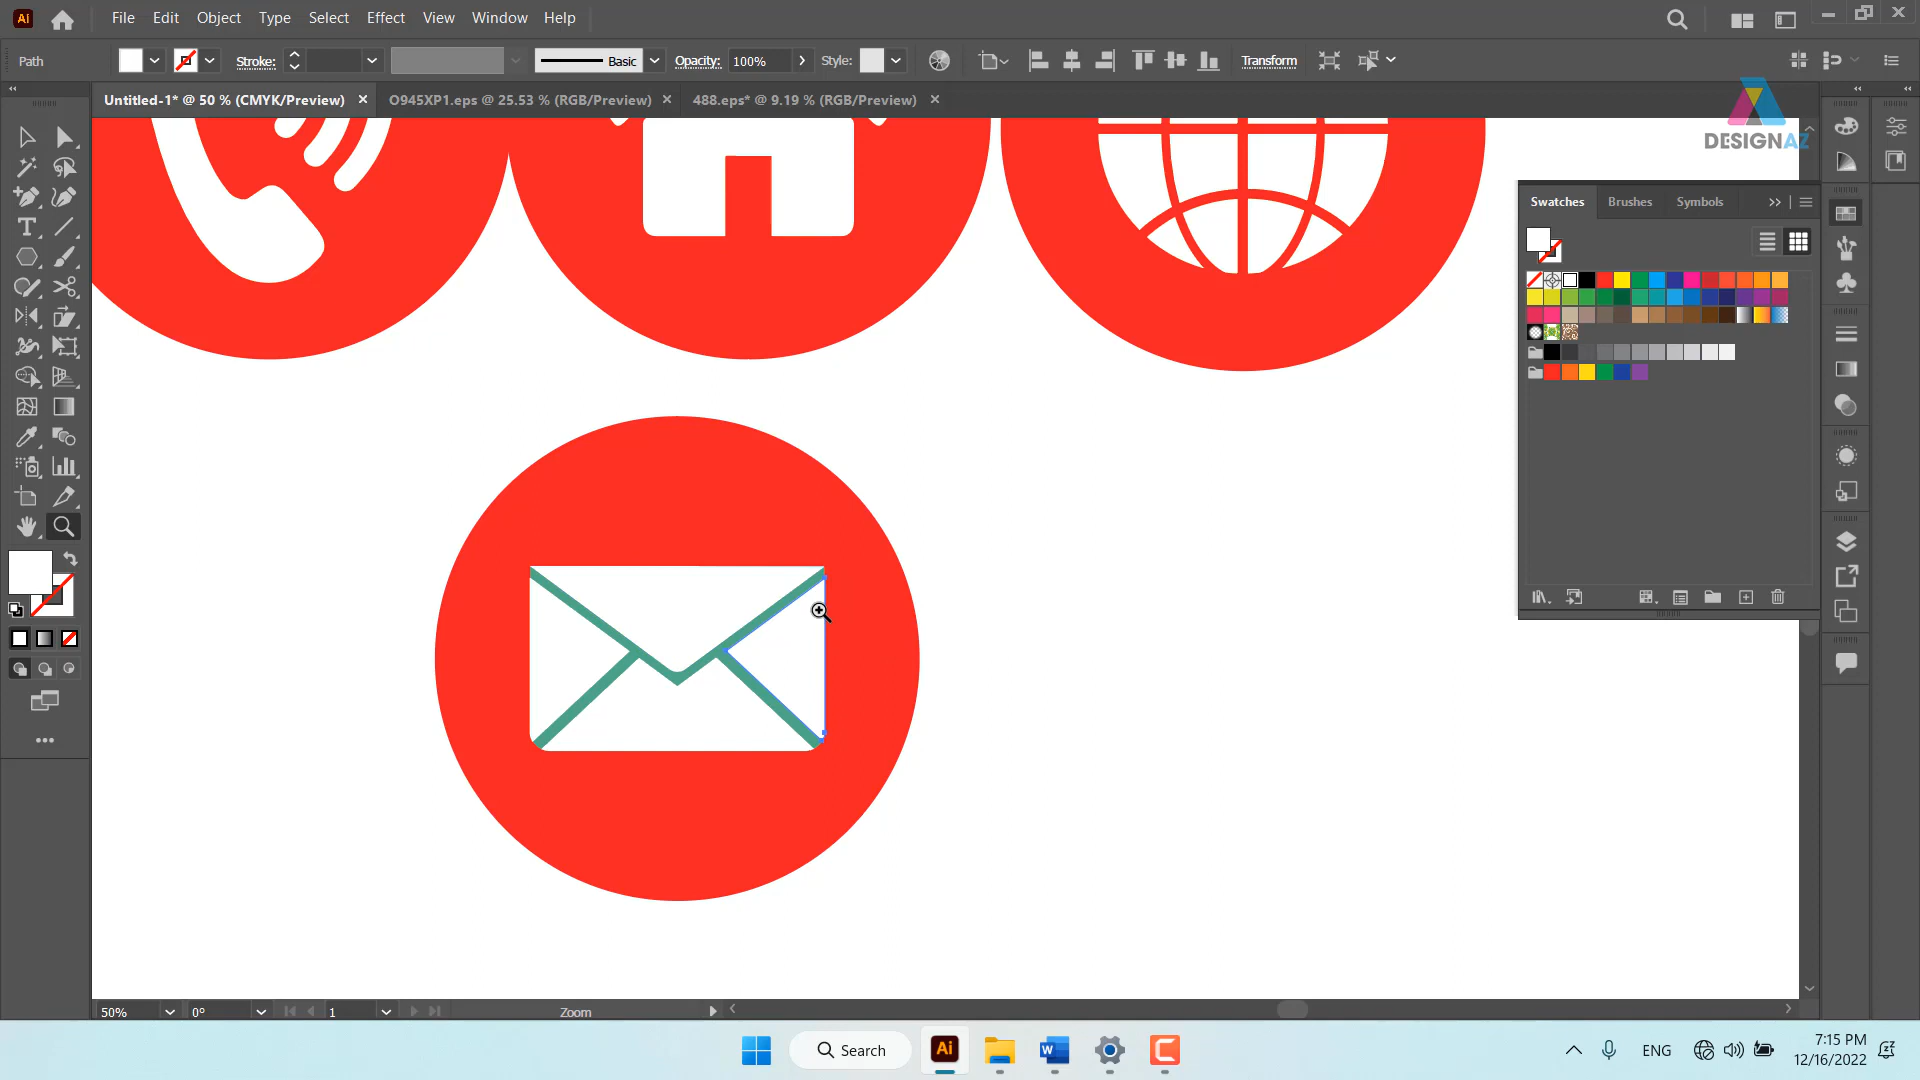 Ai File Edit Object Type Select Effect View Window Help
Path Stroke: Basic Opacity: 100% Style: Transform
Untitled-1* @ 50 % (CMYK/Preview) × O945XP1.eps @ 25.53 % (RGB/Preview) × 488.eps* @ 9.19 % (RGB/Preview) ×
DESIGNAZ
Swatches Brushes Symbols
50% 0° 1 Zoom
Search
Ai
W
C
ENG
7:15 PM
12/16/2022